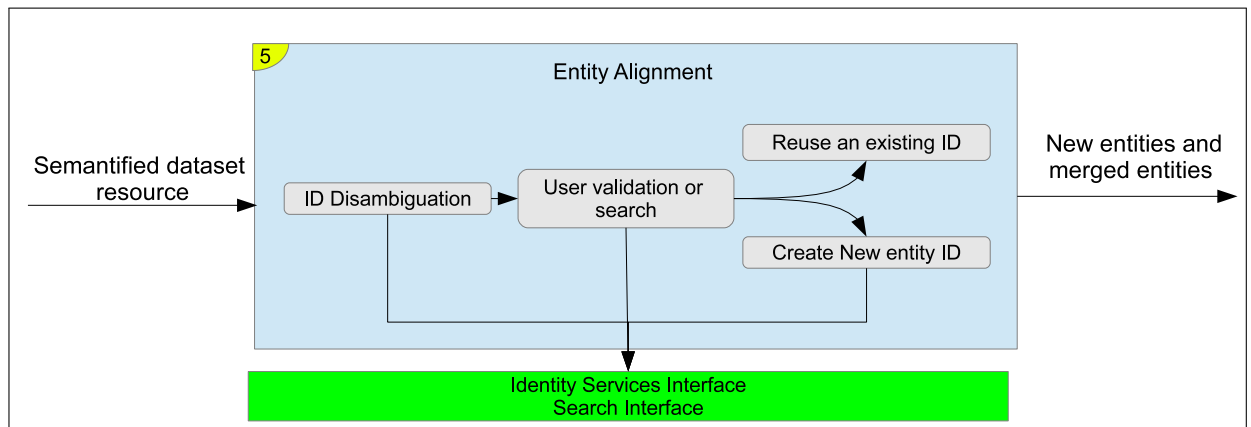 5
Entity Alignment
Semantified dataset
resource
ID Disambiguation
User validation or
search
Reuse an existing ID
Create New entity ID
New entities and
merged entities
Identity Services Interface
Search Interface